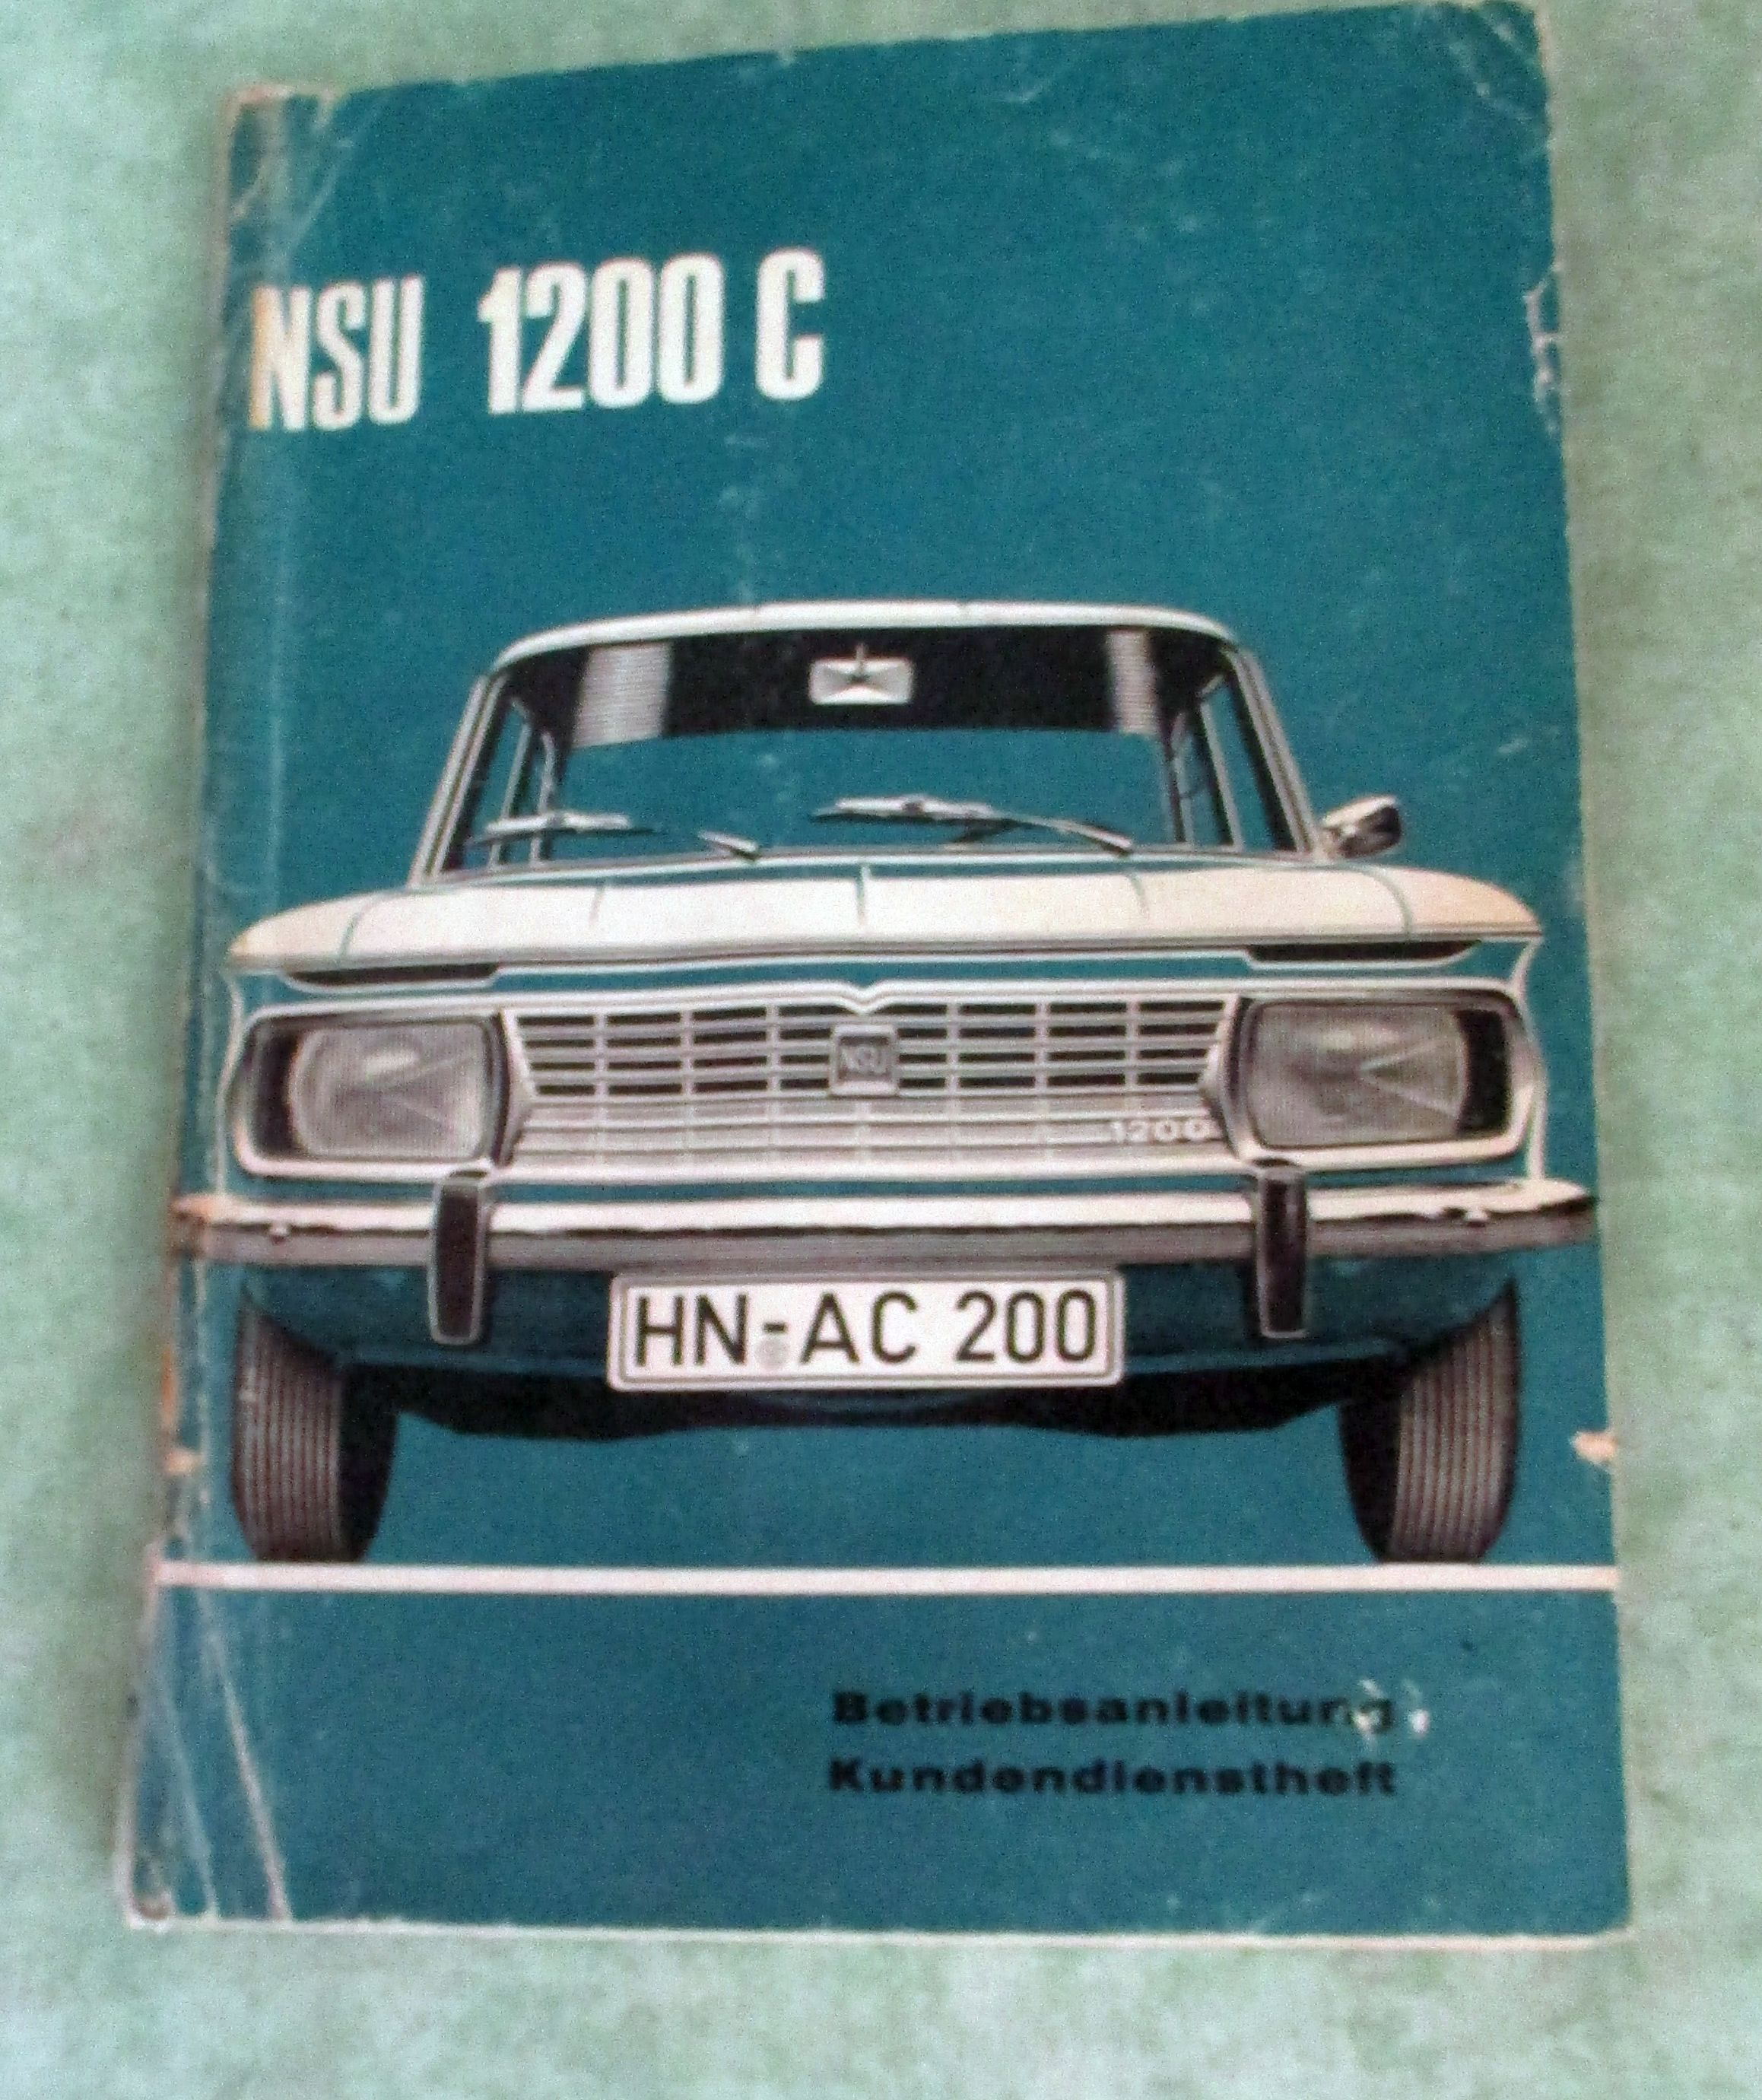 NSU 1200 C
NSU
1200
HN-AC 200
Betriebsanleitung
Kundendienstheft